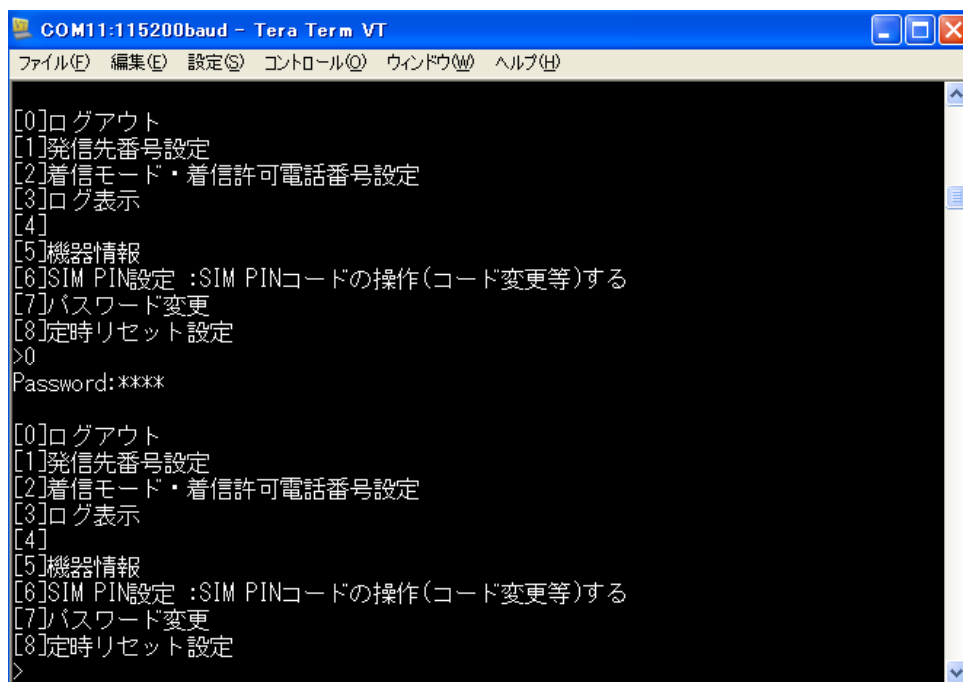 COM11:115200baud - Tera Term VT
ファイル(F) 編集(E) 設定(S) コントロール(O) ウィンドウ(W) ヘルプ(H)
[0]ログアウト
[1]発信先番号設定
[2]着信モード・着信許可電話番号設定
[3]ログ表示
[4]
[5]機器情報
[6]SIM PIN設定 :SIM PINコードの操作(コード変更等)する
[7]パスワード変更
[8]定時リセット設定
>0
Password:****
[0]ログアウト
[1]発信先番号設定
[2]着信モード・着信許可電話番号設定
[3]ログ表示
[4]
[5]機器情報
[6]SIM PIN設定 :SIM PINコードの操作(コード変更等)する
[7]パスワード変更
[8]定時リセット設定
>